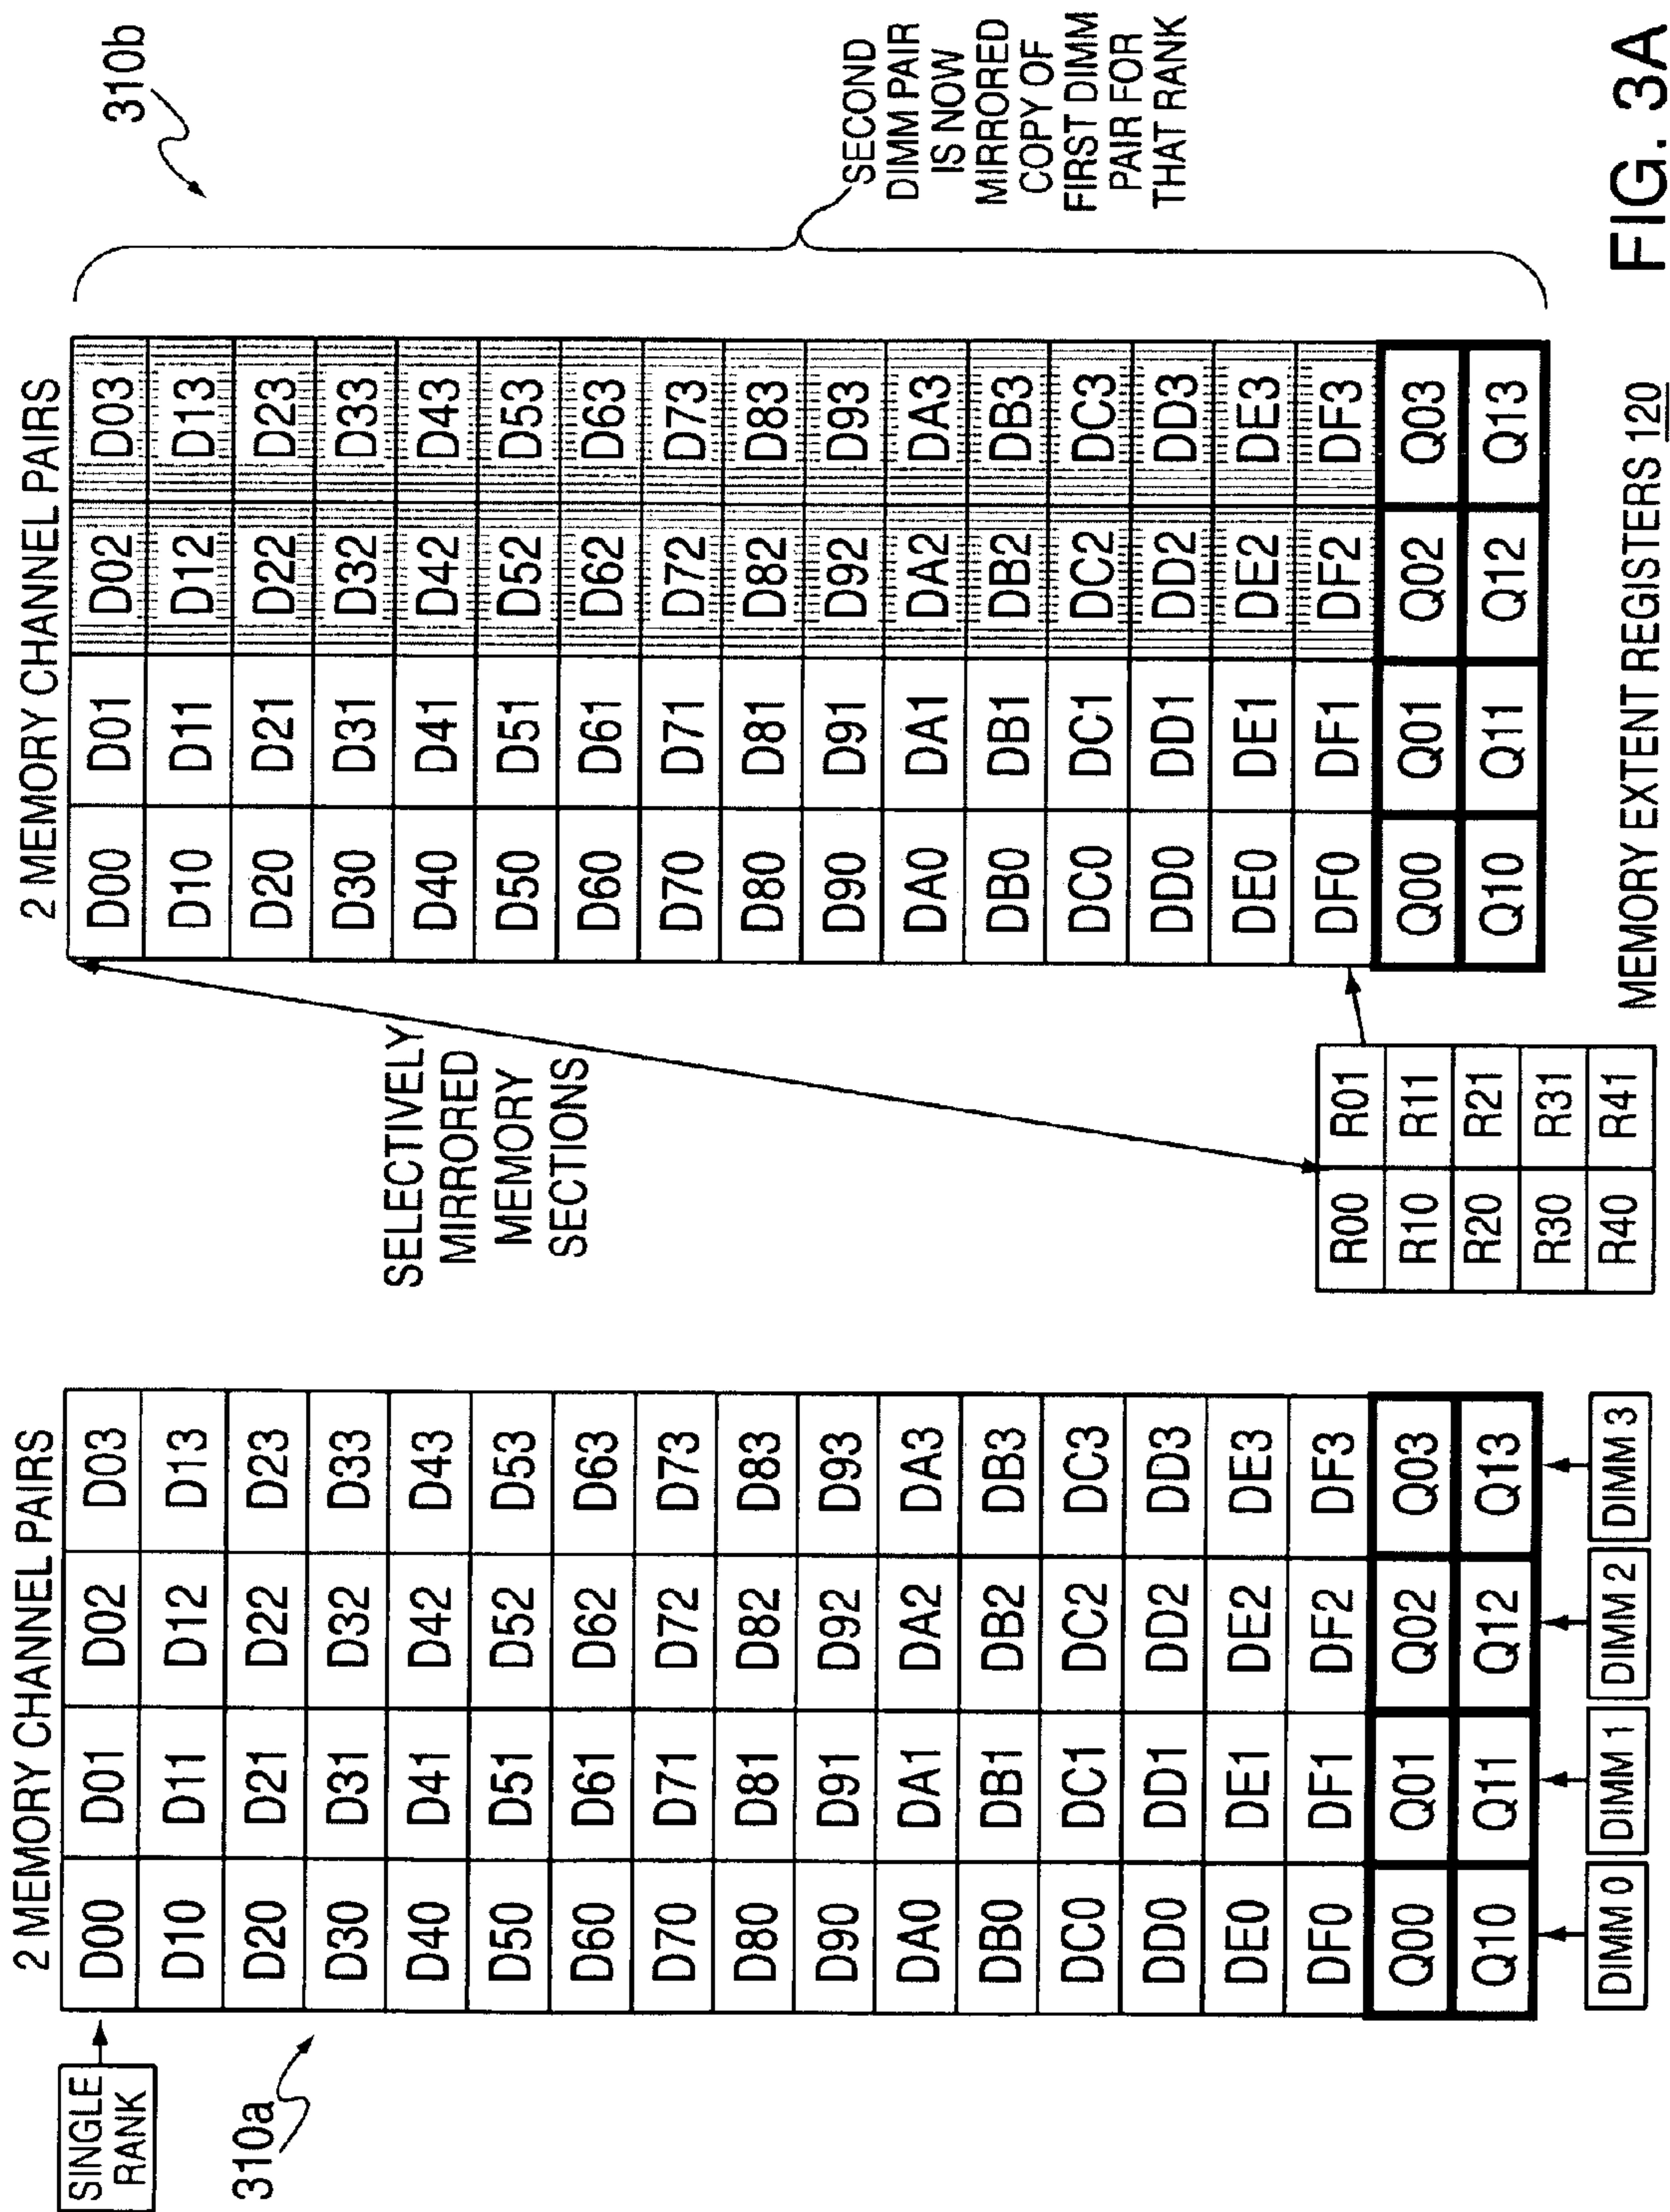 2 MEMORY CHANNEL PAIRS
SINGLE
RANK
310a
D00 D01 D02 D03
D10 D11 D12 D13
D20 D21 D22 D23
D30 D31 D32 D33
D40 D41 D42 D43
D50 D51 D52 D53
D60 D61 D62 D63
D70 D71 D72 D73
D80 D81 D82 D83
D90 D91 D92 D93
DA0 DA1 DA2 DA3
DB0 DB1 DB2 DB3
DC0 DC1 DC2 DC3
DD0 DD1 DD2 DD3
DE0 DE1 DE2 DE3
DF0 DF1 DF2 DF3
Q00 Q01 Q02 Q03
Q10 Q11 Q12 Q13
DIMM 0 DIMM 1 DIMM 2 DIMM 3
SELECTIVELY
MIRRORED
MEMORY
SECTIONS
R00 R01
R10 R11
R20 R21
R30 R31
R40 R41
2 MEMORY CHANNEL PAIRS
D00 D01 D02 D03
D10 D11 D12 D13
D20 D21 D22 D23
D30 D31 D32 D33
D40 D41 D42 D43
D50 D51 D52 D53
D60 D61 D62 D63
D70 D71 D72 D73
D80 D81 D82 D83
D90 D91 D92 D93
DA0 DA1 DA2 DA3
DB0 DB1 DB2 DB3
DC0 DC1 DC2 DC3
DD0 DD1 DD2 DD3
DE0 DE1 DE2 DE3
DF0 DF1 DF2 DF3
Q00 Q01 Q02 Q03
Q10 Q11 Q12 Q13
MEMORY EXTENT REGISTERS 120
310b
SECOND
DIMM PAIR
IS NOW
MIRRORED
COPY OF
FIRST DIMM
PAIR FOR
THAT RANK
FIG. 3A